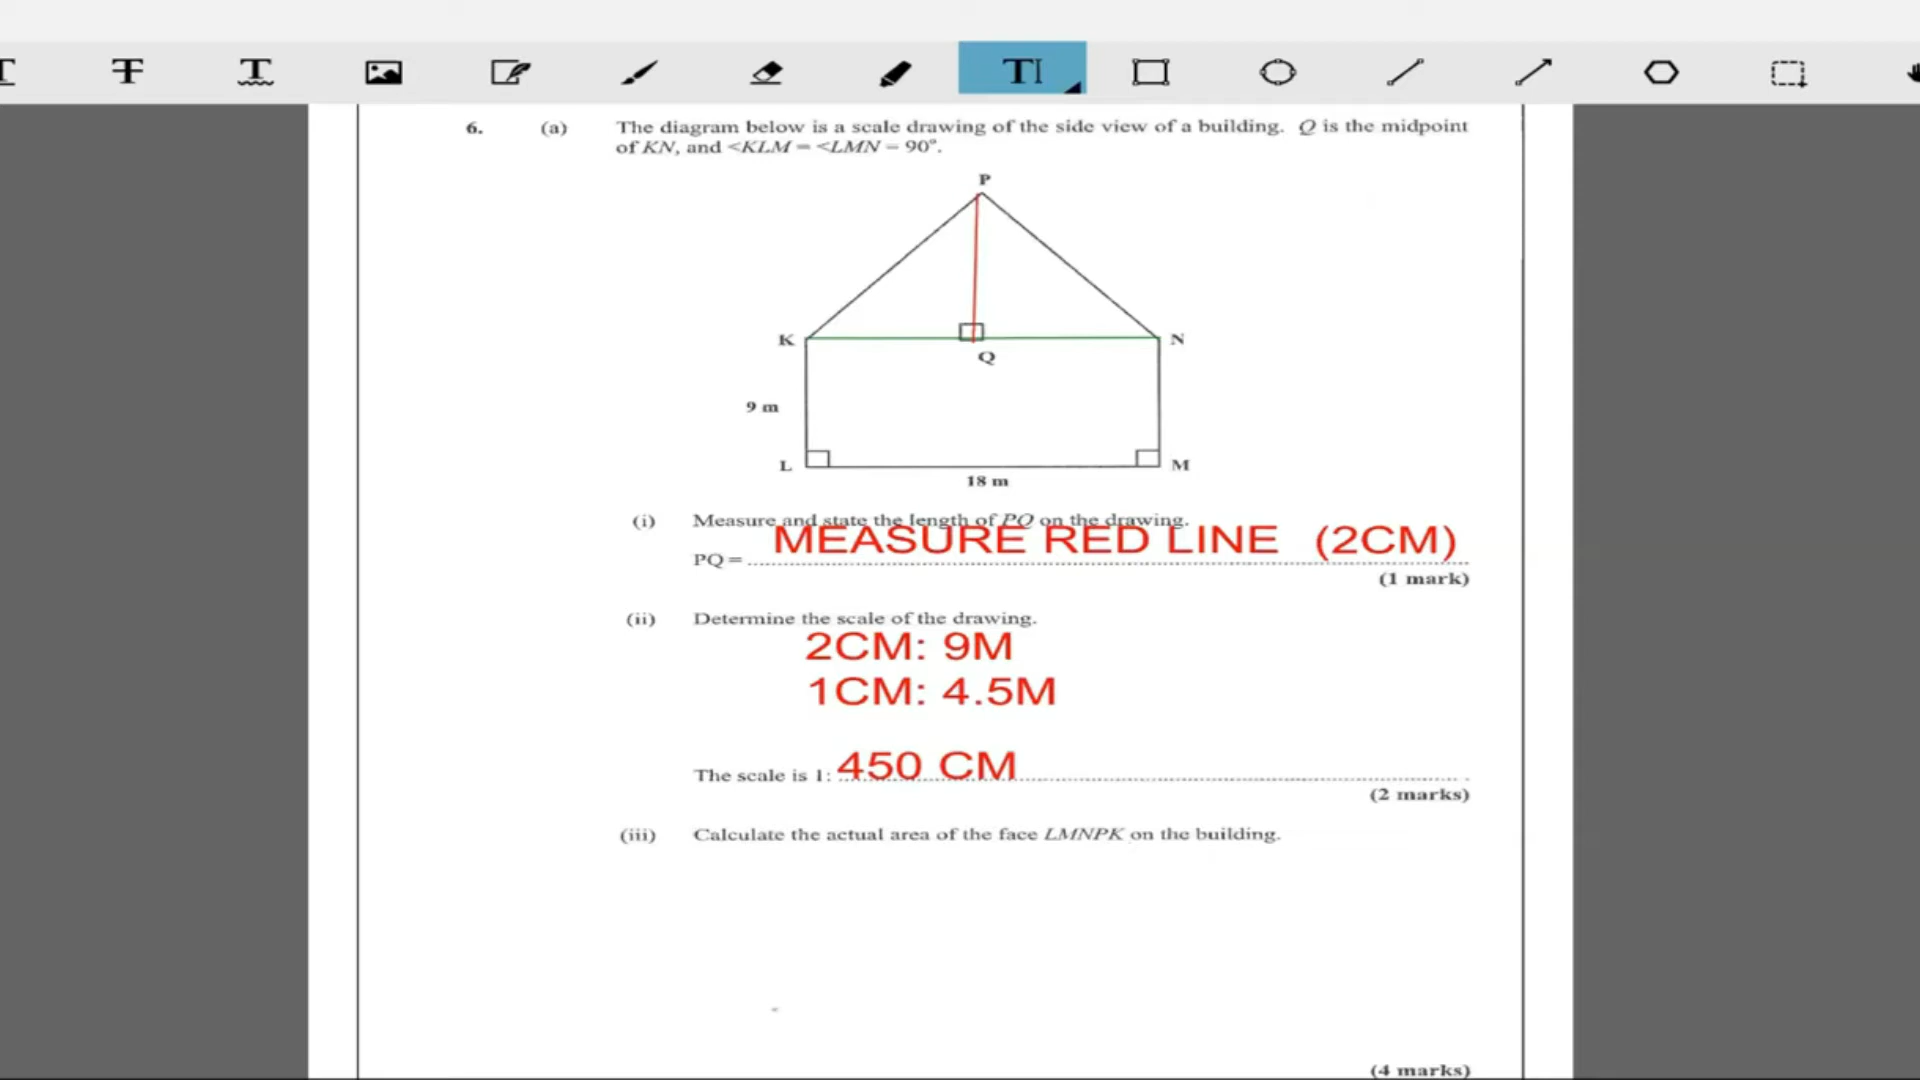 6. (a) The diagram below is a scale drawing of the side view of a building. Q is the midpoint
of KN, and <KLM = <LMN = 90°.
P
K
N
Q
9 m
L
M
18 m
(i) Measure and state the length of PQ on the drawing.
MEASURE RED LINE (2CM)
PQ =
(1 mark)
(ii) Determine the scale of the drawing.
2CM: 9M
1CM: 4.5M
The scale is 1: 450 CM
(2 marks)
(iii) Calculate the actual area of the face LMNPK on the building.
(4 marks)